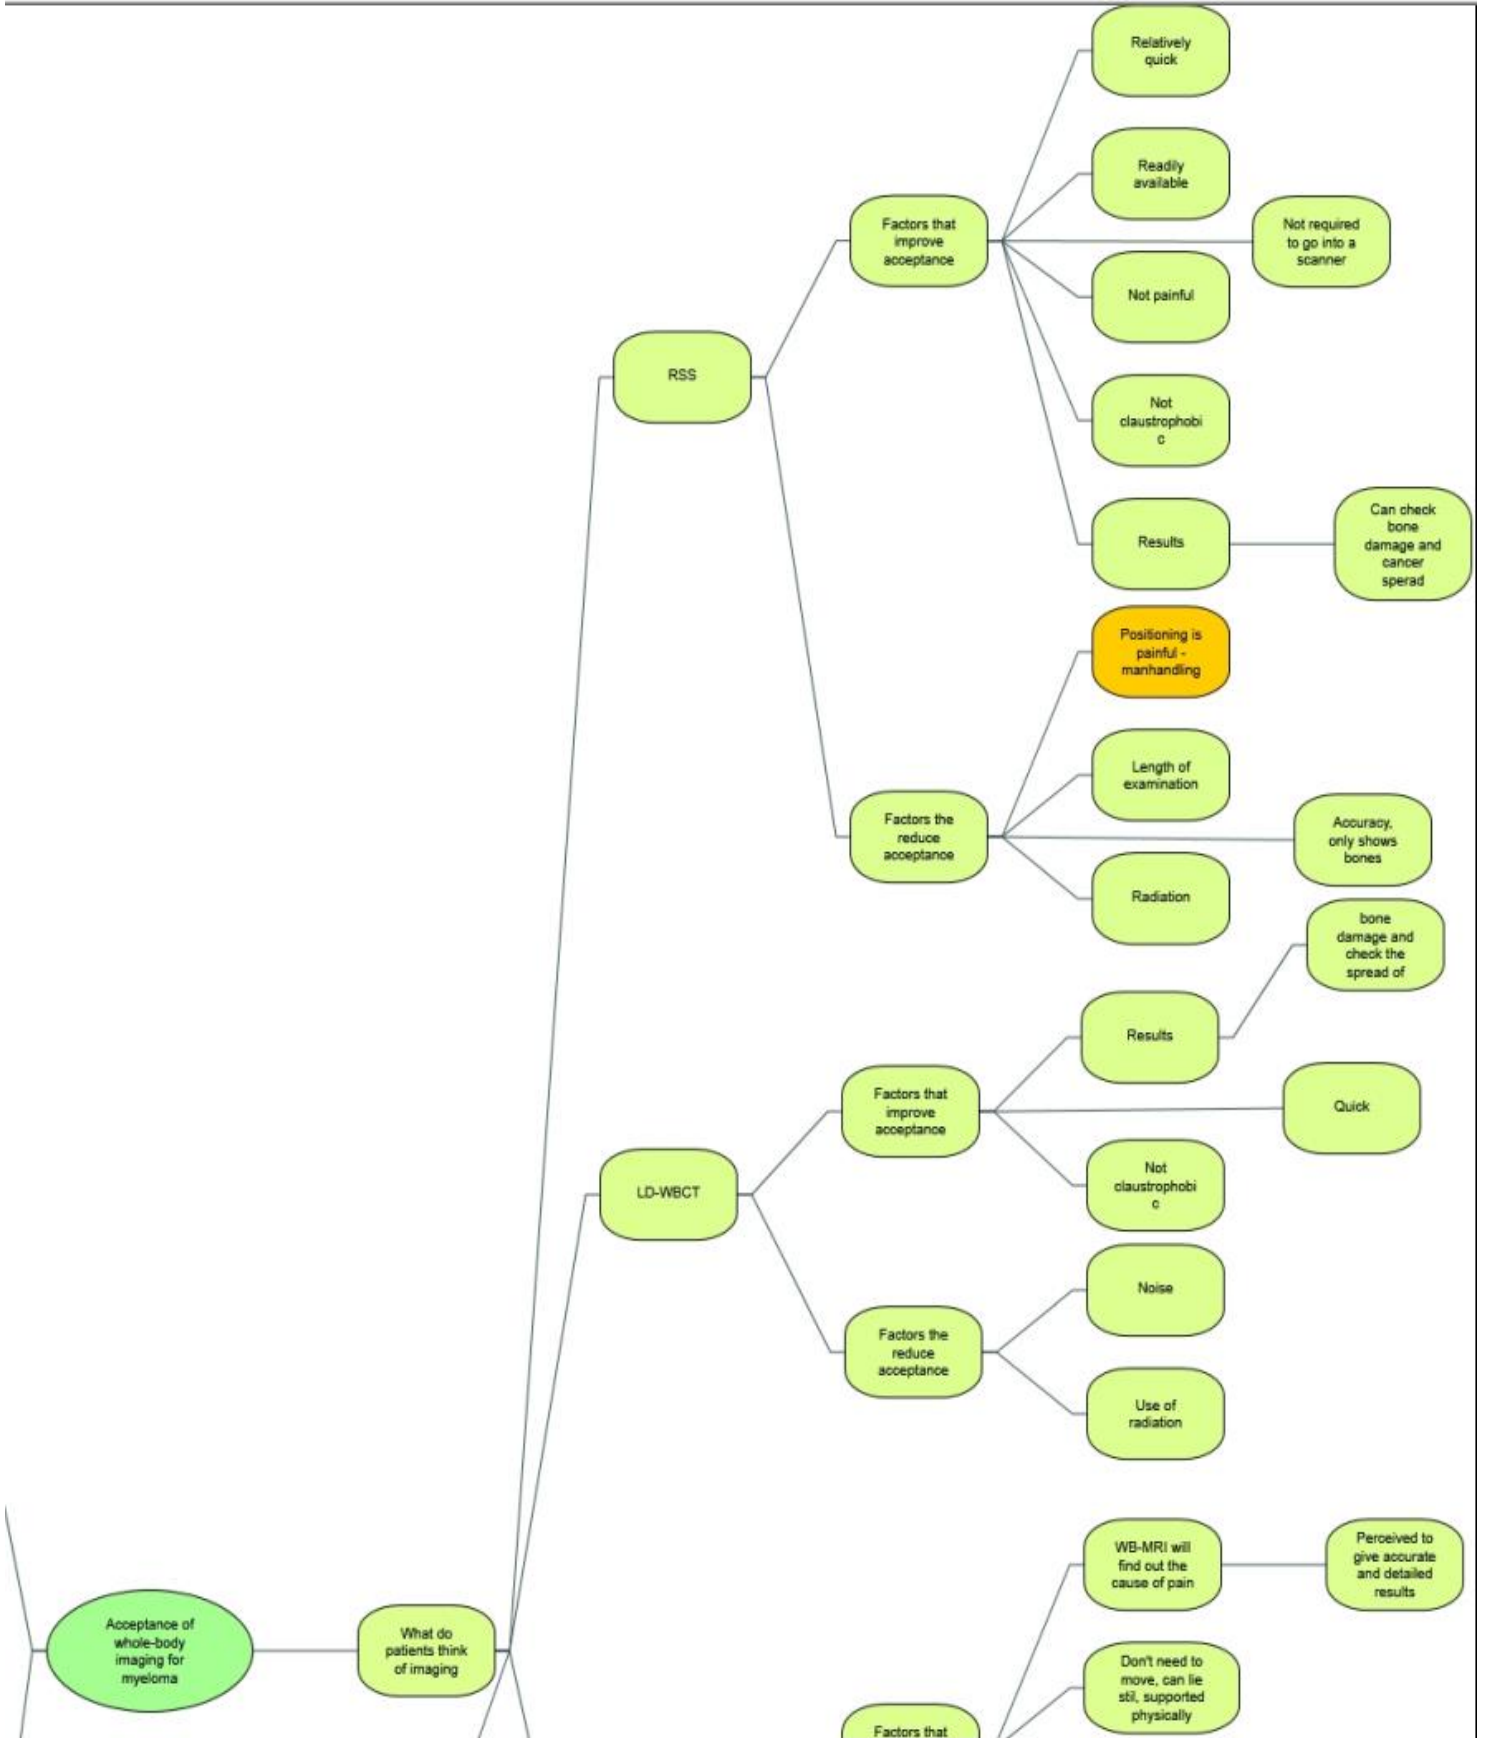 Relatively
quick
Readily
available
Factors that
improve
acceptance
Not required
to go into a
scanner
Not painful
RSS
Not
claustrophobi
c
Results
Can check
bone
damage and
cancer
sperad
Positioning is
painful -
manhandling
Length of
examination
Factors the
reduce
acceptance
Accuracy,
only shows
bones
Radiation
bone
damage and
check the
spread of
Results
Factors that
improve
acceptance
Quick
Not
claustrophobi
c
LD-WBCT
Noise
Factors the
reduce
acceptance
Use of
radiation
WB-MRI will
find out the
cause of pain
Perceived to
give accurate
and detailed
results
Acceptance of
whole-body
imaging for
myeloma
What do
patients think
of imaging
Don't need to
move, can lie
stil, supported
physically
Factors that